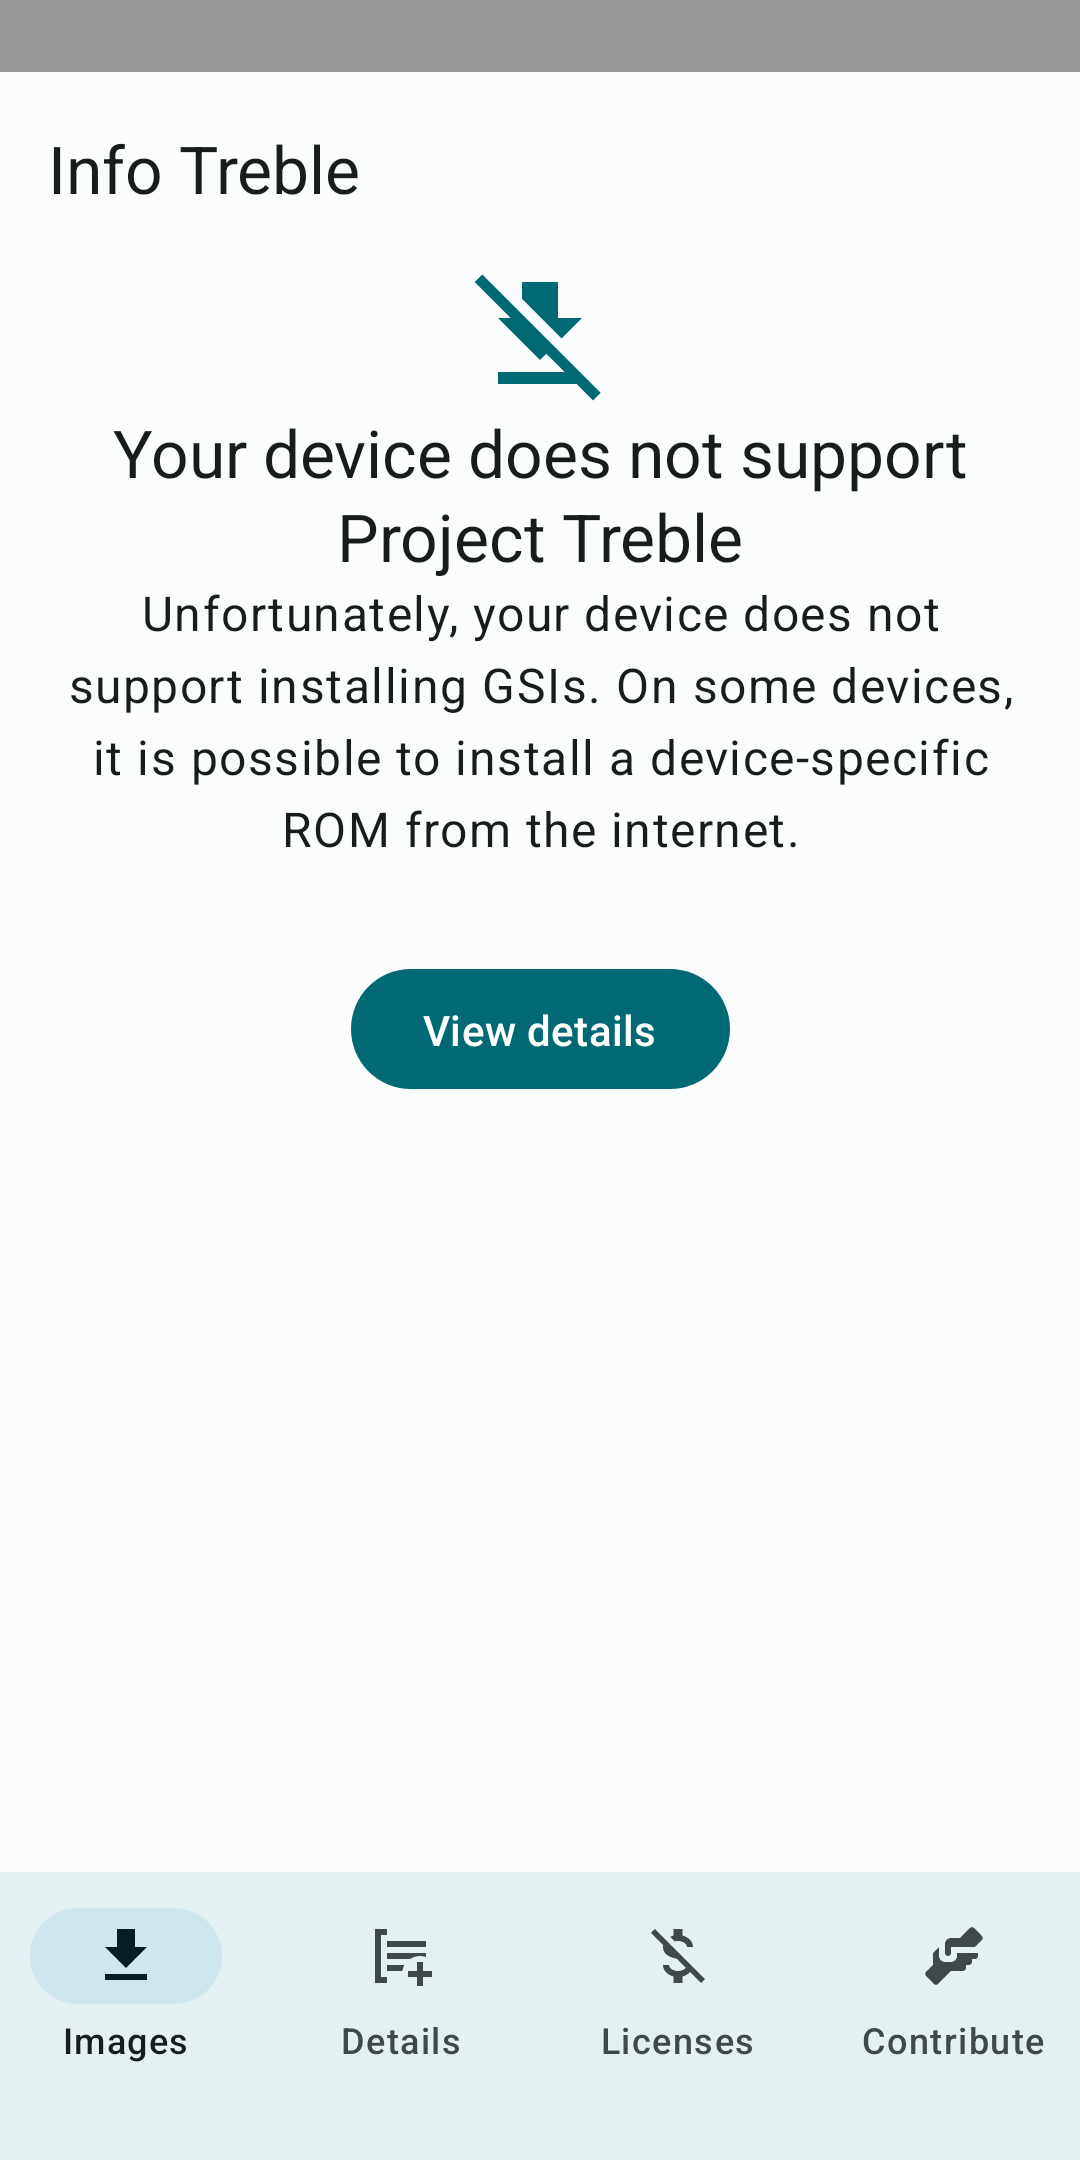 Info Treble
Your device does not support
Project Treble
Unfortunately, your device does not
support installing GSIs. On some devices,
it is possible to install a device-specific
ROM from the internet.
View details
Images
Details
Licenses
Contribute